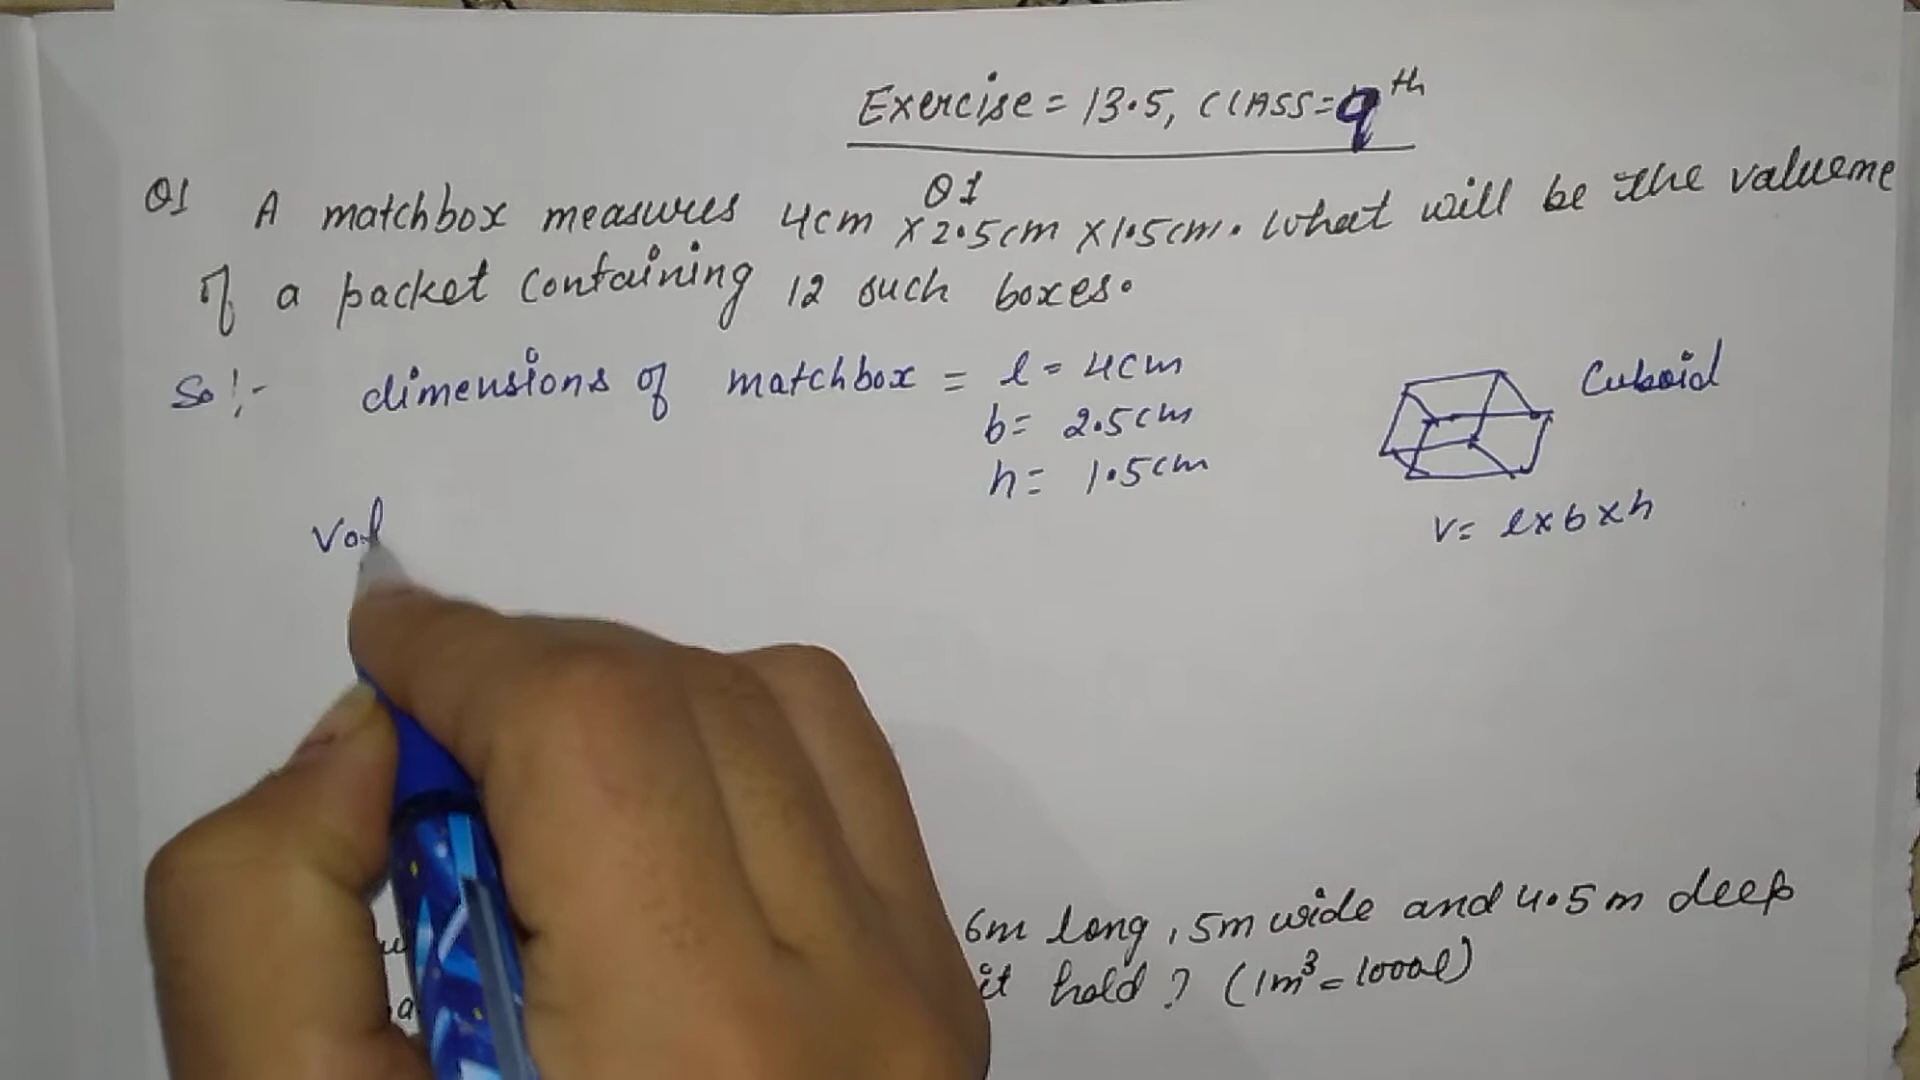 Exercise = 13.5, CLASS = 9th
Q1
Q1 A matchbox measures 4cm x 2.5cm x 1.5cm. What will be the valueme
of a packet containing 12 such boxes.
Sol:- dimensions of matchbox = l = 4cm
b = 2.5cm
h = 1.5cm
Cuboid
V = l x b x h
Vol
6m long, 5m wide and 4.5m deep
it hold? (1m³ = 1000l)